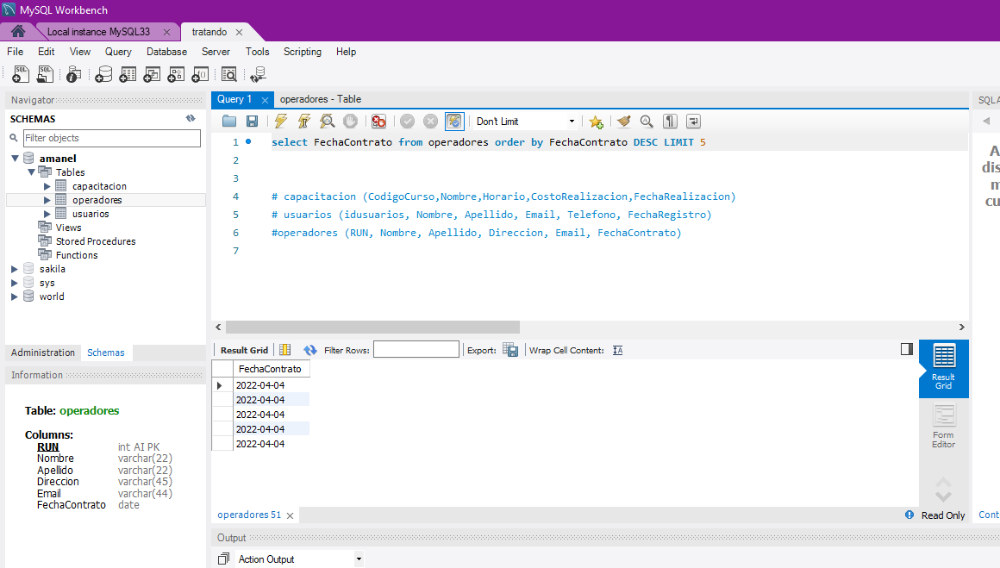 MySQL Workbench
Local instance MySQL33
tratando
File Edit View Query Database Server Tools Scripting Help
Navigator
SCHEMAS
Filter objects
amanel
Tables
capacitacion
operadores
usuarios
Views
Stored Procedures
Functions
sakila
sys
world
Administration Schemas
Information
Table: operadores
Columns:
RUN int AI PK
Nombre varchar(22)
Apellido varchar(22)
Direccion varchar(45)
Email varchar(44)
FechaContrato date
Query 1 operadores - Table
Don't Limit
1 select FechaContrato from operadores order by FechaContrato DESC LIMIT 5
2
3
4 # capacitacion (CodigoCurso,Nombre,Horario,CostoRealizacion,FechaRealizacion)
5 # usuarios (idusuarios, Nombre, Apellido, Email, Telefono, FechaRegistro)
6 #operadores (RUN, Nombre, Apellido, Direccion, Email, FechaContrato)
7
Result Grid Filter Rows: Export: Wrap Cell Content:
FechaContrato
2022-04-04
2022-04-04
2022-04-04
2022-04-04
2022-04-04
Result
Grid
Form
Editor
operadores 51
Read Only
Output
Action Output
SQLA
A
dis
m
cu
Cont